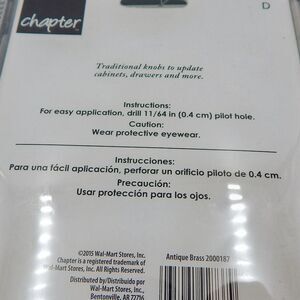 D
chapter
Traditional knobs to update
cabinets, drawers and more.
Instructions:
For easy application, drill 11/64 in (0.4 cm) pilot hole.
Caution:
Wear protective eyewear.
Instrucciones:
Para una fácil aplicación, perforar un orificio piloto de 0.4 cm.
Precaución:
Usar protección para los ojos.
©2015 Wal-Mart Stores, Inc.
Chapter is a registered trademark of
Wal-Mart Stores, Inc. All Rights Reserved.
Distributed by/Distribuido por
Wal-Mart Stores, Inc.,
Bentonville, AR 72716
Antique Brass 2000187